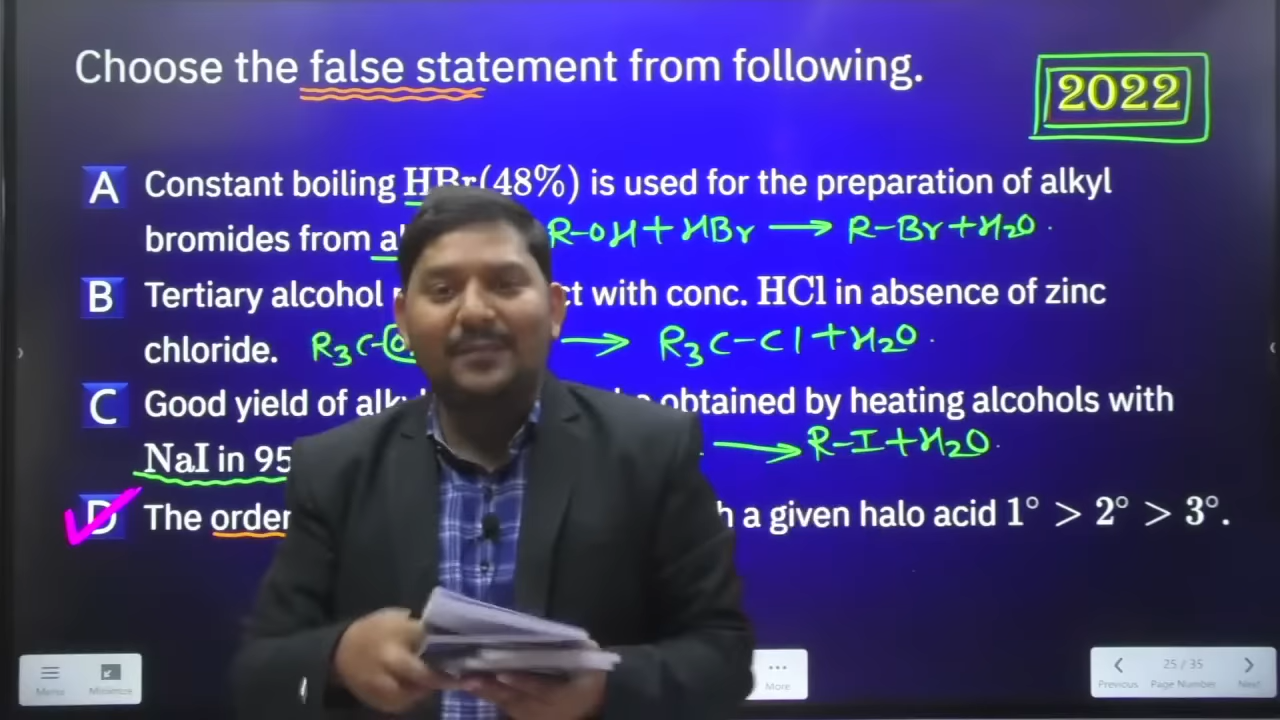 Choose the false statement from following.
2022
A Constant boiling HBr(48%) is used for the preparation of alkyl
bromides from
R-OH + HBr → R-Br + H₂O
B Tertiary alcohol with conc. HCl in absence of zinc
chloride.
R₃C- → R₃C-Cl + H₂O
C Good yield of obtained by heating alcohols with
NaI in 95
→ R-I + H₂O
D The order a given halo acid 1° > 2° > 3°.
Menu
Minimize
More
25 / 35
Previous Page Number Next